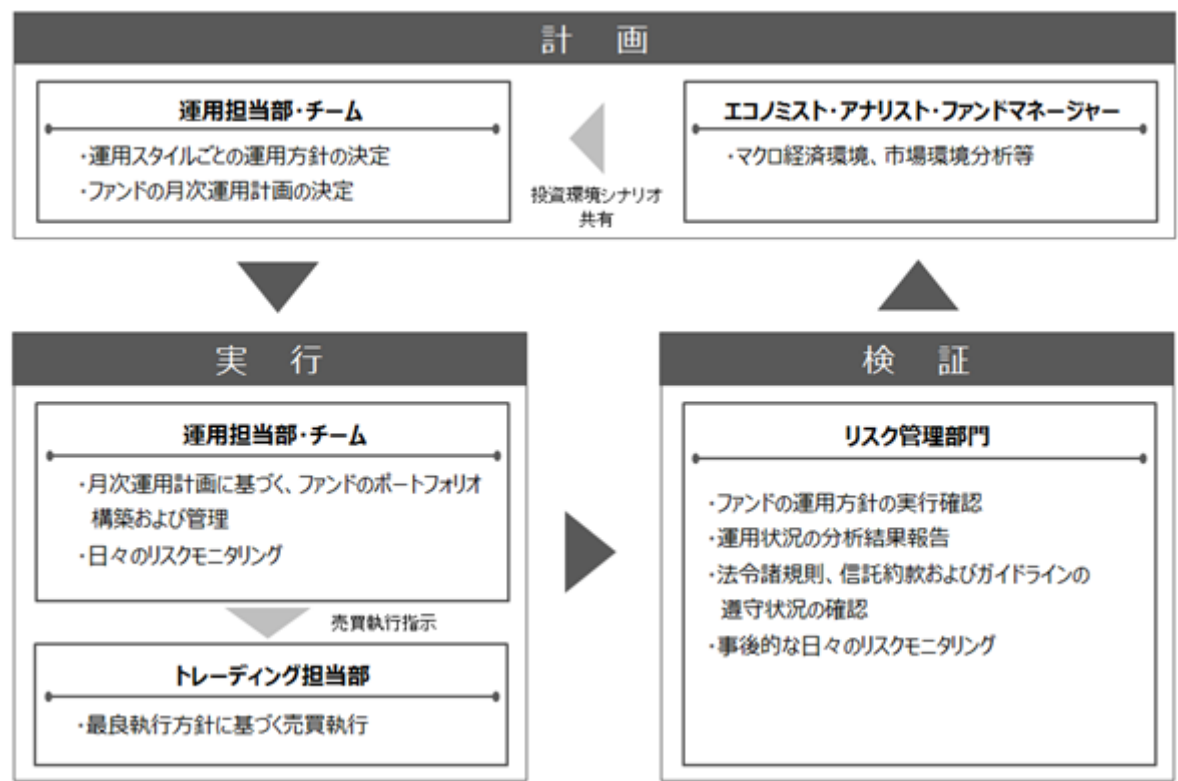 計 画
運用担当部・チーム
・運用スタイルごとの運用方針の決定
・ファンドの月次運用計画の決定
投資環境シナリオ
共有
エコノミスト・アナリスト・ファンドマネージャー
・マクロ経済環境、市場環境分析等
実 行
運用担当部・チーム
・月次運用計画に基づく、ファンドのポートフォリオ
構築および管理
・日々のリスクモニタリング
売買執行指示
トレーディング担当部
・最良執行方針に基づく売買執行
検 証
リスク管理部門
・ファンドの運用方針の実行確認
・運用状況の分析結果報告
・法令諸規則、信託約款およびガイドラインの
遵守状況の確認
・事後的な日々のリスクモニタリング